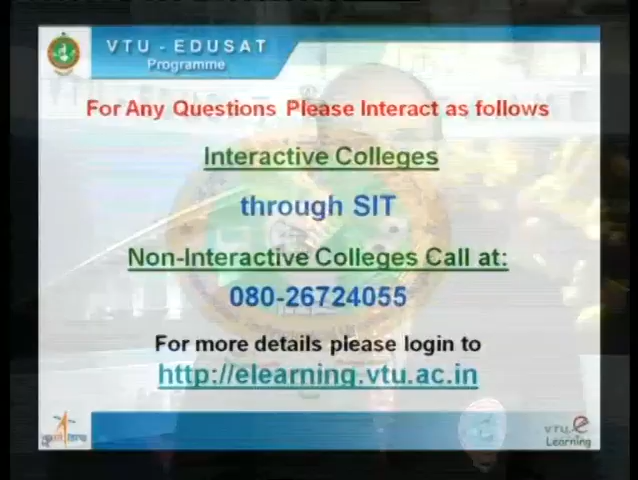 VTU - EDUSAT
Programme
For Any Questions Please Interact as follows
Interactive Colleges
through SIT
Non-Interactive Colleges Call at:
080-26724055
For more details please login to
http://elearning.vtu.ac.in
VTU e
Learning